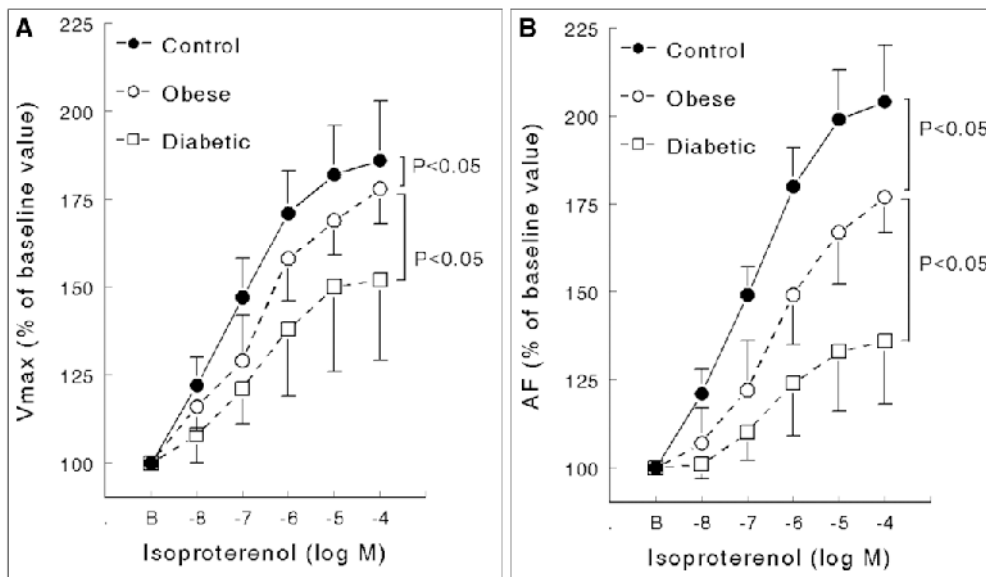 A
225
Control
Obese
Diabetic
200
175
150
125
100
Vmax (% of baseline value)
P<0.05
P<0.05
B -8 -7 -6 -5 -4
Isoproterenol (log M)
B
225
Control
Obese
Diabetic
200
175
150
125
100
AF (% of baseline value)
P<0.05
P<0.05
B -8 -7 -6 -5 -4
Isoproterenol (log M)